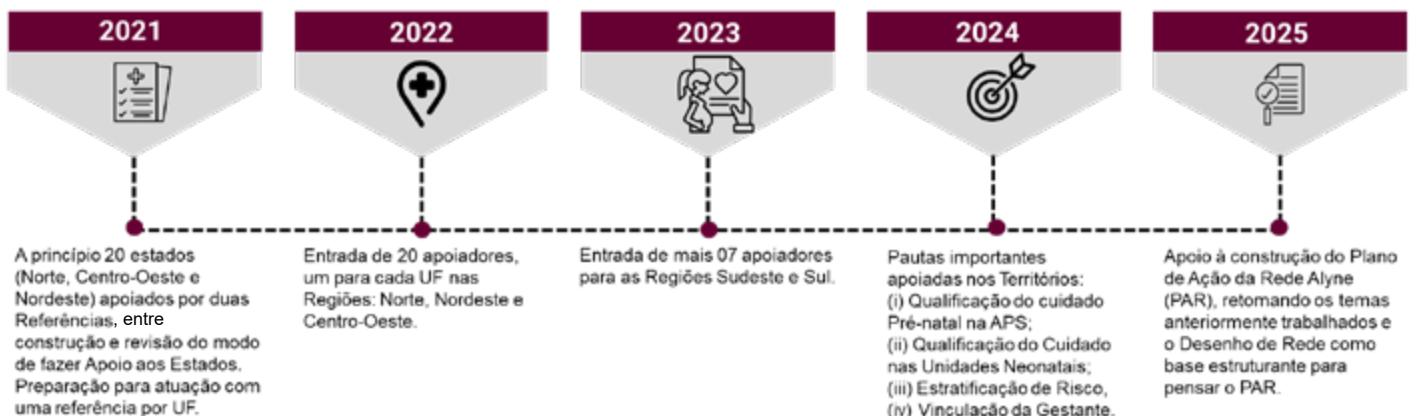 2021
A princípio 20 estados
(Norte, Centro-Oeste e
Nordeste) apoiados por duas
Referências, entre
construção e revisão do modo
de fazer Apoio aos Estados.
Preparação para atuação com
uma referência por UF.
2022
Entrada de 20 apoiadores,
um para cada UF nas
Regiões: Norte, Nordeste e
Centro-Oeste.
2023
Entrada de mais 07 apoiadores
para as Regiões Sudeste e Sul.
2024
Pautas importantes
apoiadas nos Territórios:
(i) Qualificação do cuidado
Pré-natal na APS;
(ii) Qualificação do Cuidado
nas Unidades Neonatais;
(iii) Estratificação de Risco,
(iv) Vinculação da Gestante.
2025
Apoio à construção do Plano
de Ação da Rede Alyne
(PAR), retomando os temas
anteriormente trabalhados e
o Desenho de Rede como
base estruturante para
pensar o PAR.